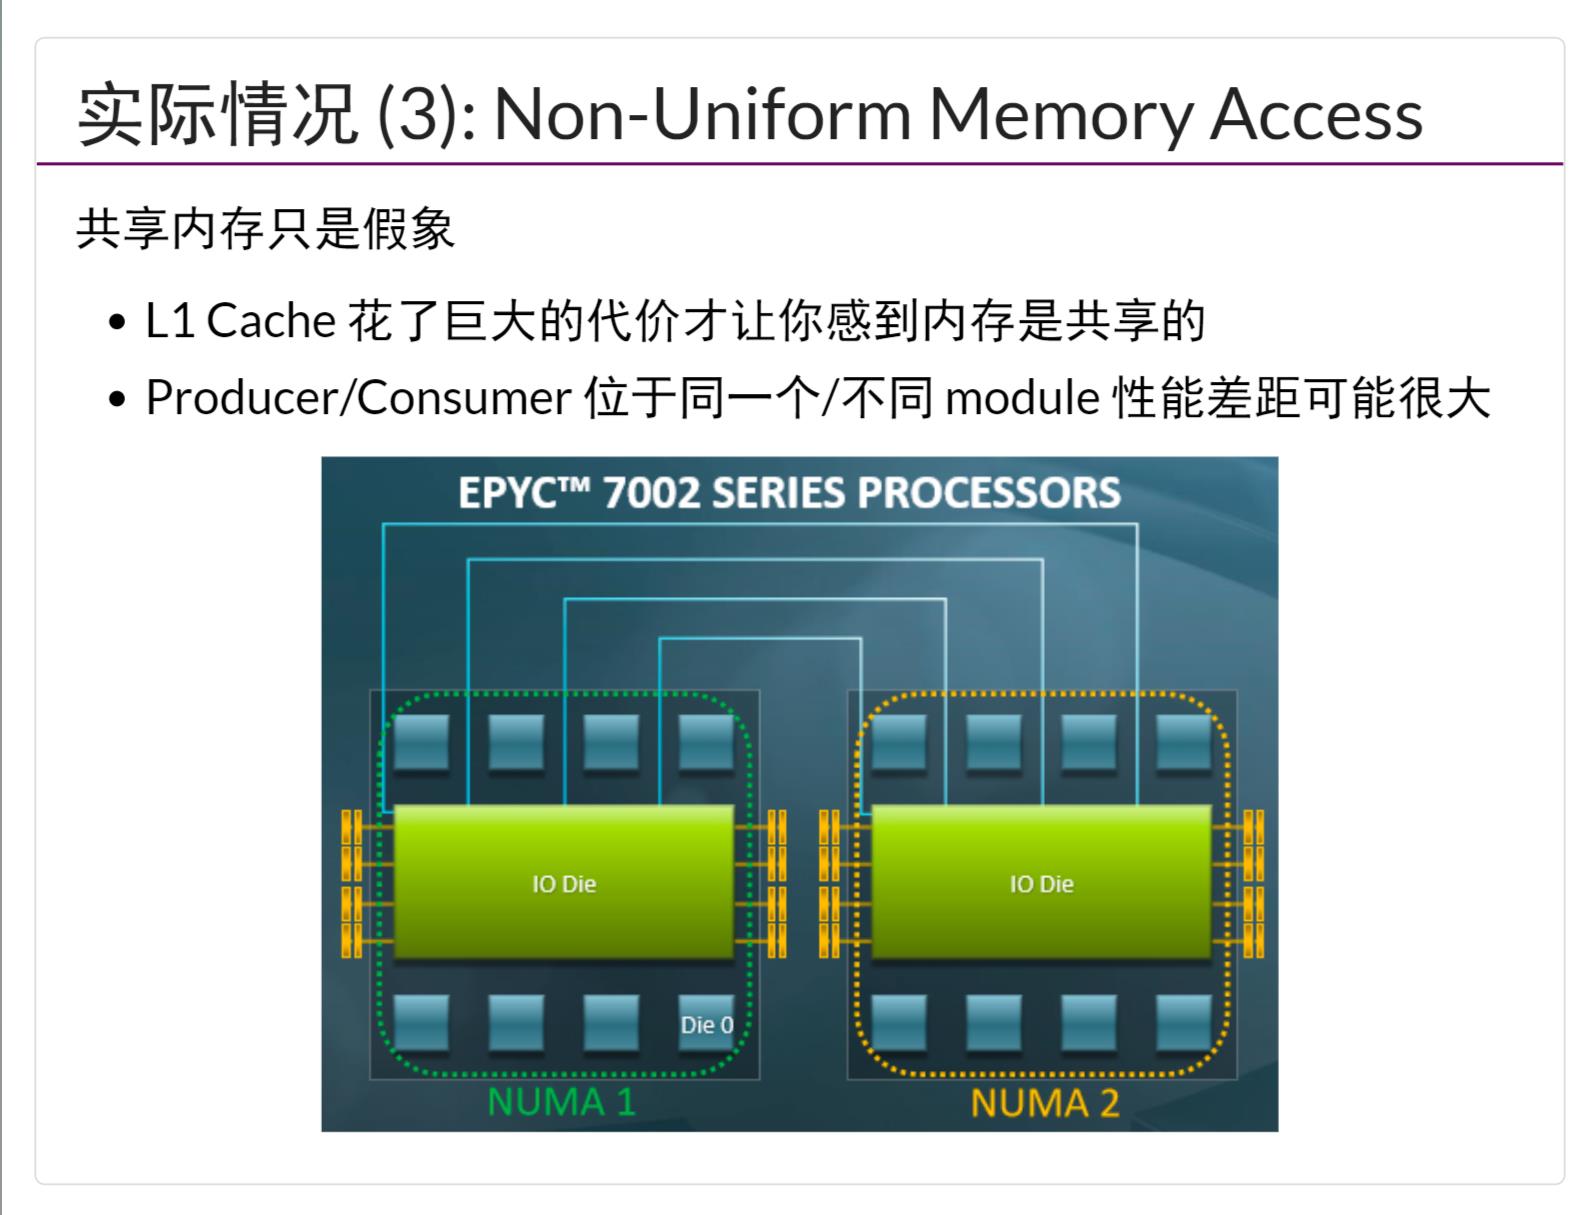 实际情况 (3): Non-Uniform Memory Access
共享内存只是假象
• L1 Cache 花了巨大的代价才让你感到内存是共享的
• Producer/Consumer 位于同一个/不同 module 性能差距可能很大
EPYC™ 7002 SERIES PROCESSORS
IO Die
IO Die
Die 0
NUMA 1
NUMA 2